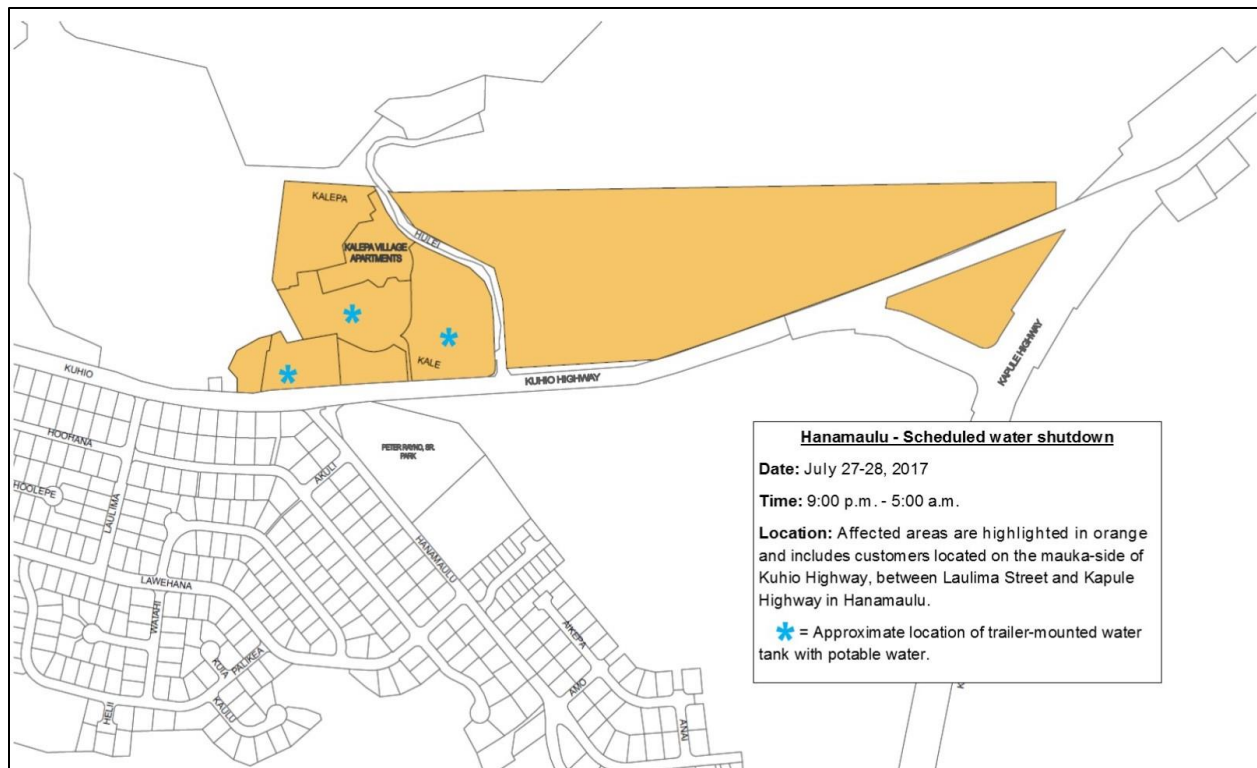 KALEPA
HULEI
KALEPA VILLAGE
APARTMENTS
KALE
KUHIO
KUHIO HIGHWAY
KAPULE HIGHWAY
HOOHANA
HOOLEPE
LAULIMA
AKULI
PETER RAYNO, SR.
PARK
HANAMAULU
LAWEHANA
WAIAHI
KUIA
PALIKEA
KAULU
HELII
AIKEPA
AMO
ANAI
Hanamaulu - Scheduled water shutdown
Date: July 27-28, 2017
Time: 9:00 p.m. - 5:00 a.m.
Location: Affected areas are highlighted in orange
and includes customers located on the mauka-side of
Kuhio Highway, between Laulima Street and Kapule
Highway in Hanamaulu.
* = Approximate location of trailer-mounted water
tank with potable water.